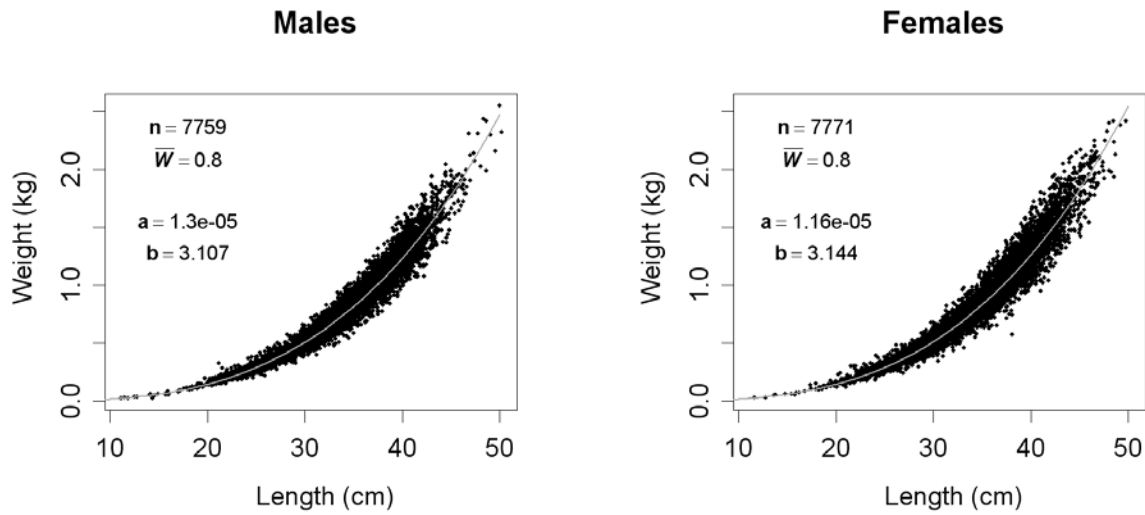 Males
n = 7759
W̅ = 0.8
a = 1.3e-05
b = 3.107
Weight (kg)
2.0
1.0
0.0
10 20 30 40 50
Length (cm)
Females
n = 7771
W̅ = 0.8
a = 1.16e-05
b = 3.144
Weight (kg)
2.0
1.0
0.0
10 20 30 40 50
Length (cm)